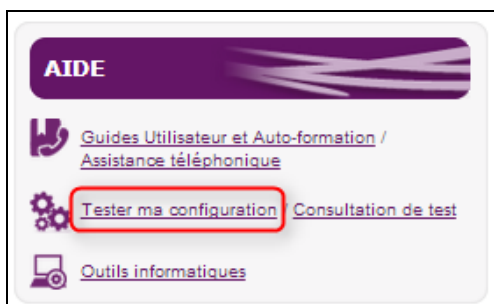 AIDE
Guides Utilisateur et Auto-formation /
Assistance téléphonique
Tester ma configuration / Consultation de test
Outils informatiques